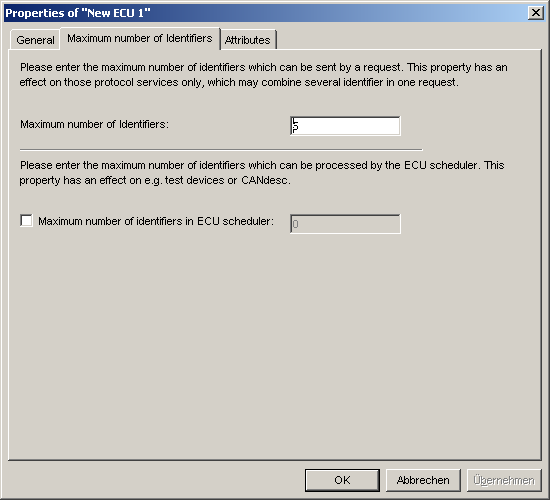 Properties of "New ECU 1"
General Maximum number of Identifiers Attributes
Please enter the maximum number of identifiers which can be sent by a request. This property has an
effect on those protocol services only, which may combine several identifier in one request.
Maximum number of Identifiers: 5
Please enter the maximum number of identifiers which can be processed by the ECU scheduler. This
property has an effect on e.g. test devices or CANdesc.
Maximum number of identifiers in ECU scheduler: 0
OK Abbrechen Übernehmen